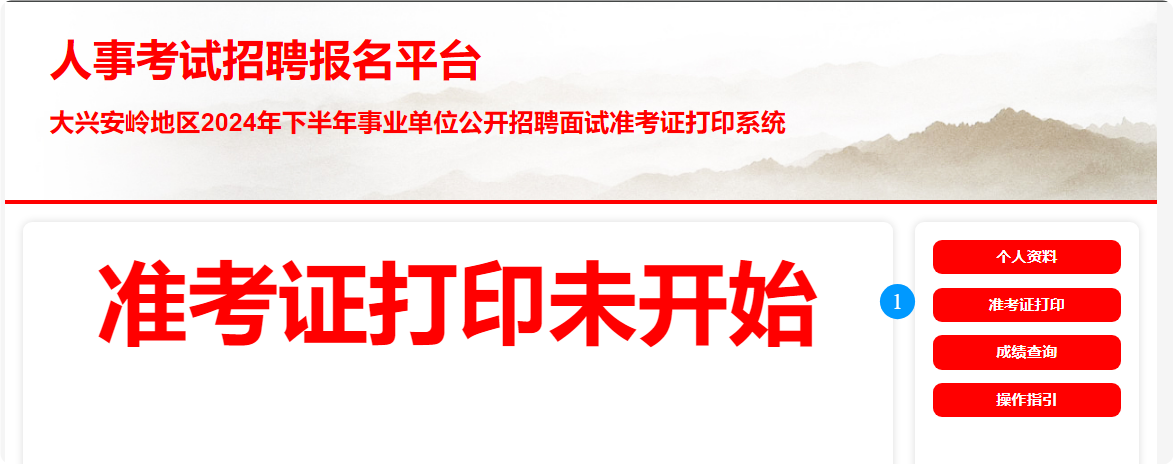 人事考试招聘报名平台
大兴安岭地区2024年下半年事业单位公开招聘面试准考证打印系统
准考证打印未开始
1
个人资料
准考证打印
成绩查询
操作指引